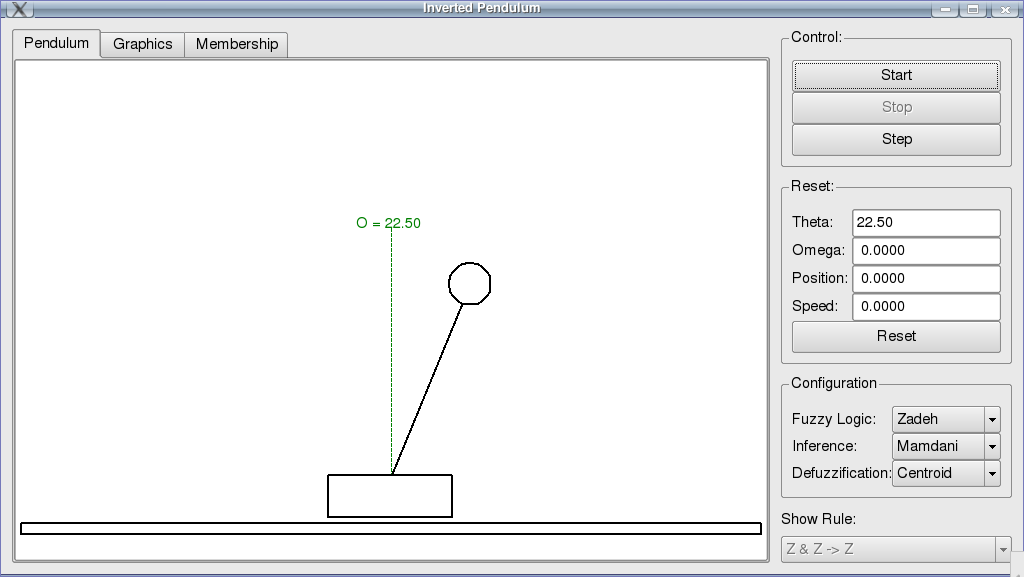 Inverted Pendulum
Pendulum
Graphics
Membership
O = 22.50
Control:
Start
Stop
Step
Reset:
Theta: 22.50
Omega: 0.0000
Position: 0.0000
Speed: 0.0000
Reset
Configuration
Fuzzy Logic: Zadeh
Inference: Mamdani
Defuzzification: Centroid
Show Rule:
Z & Z -> Z